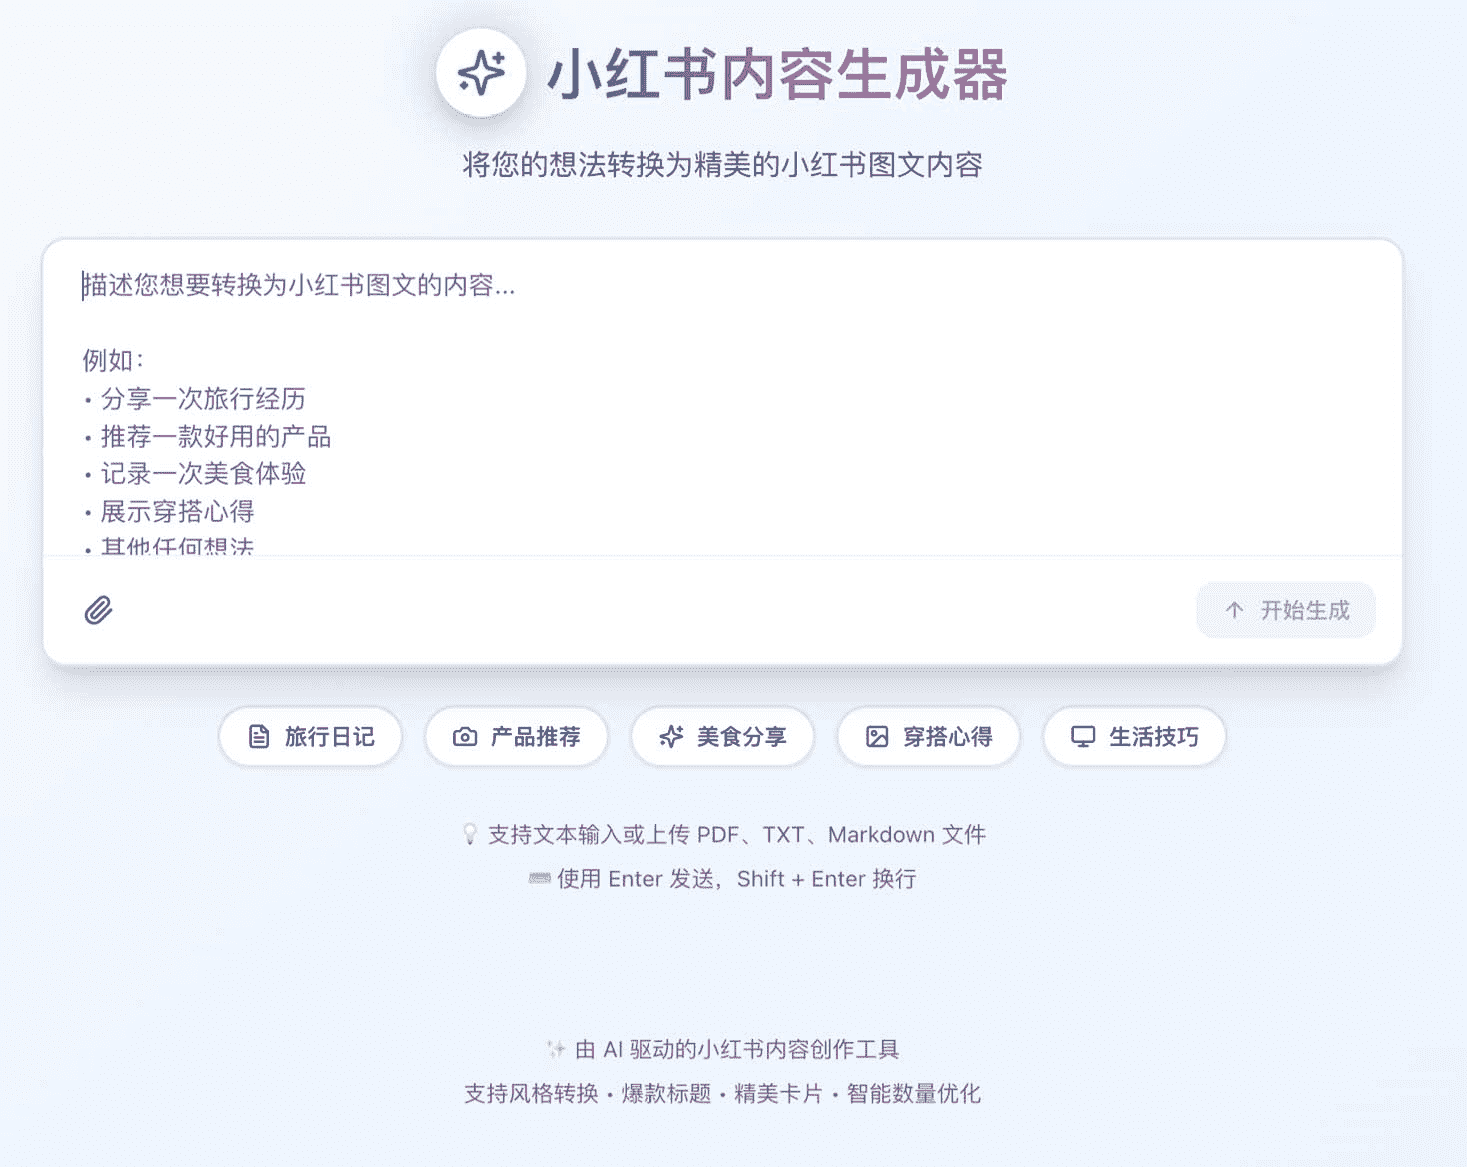 小红书内容生成器
将您的想法转换为精美的小红书图文内容
描述您想要转换为小红书图文的内容...
例如：
• 分享一次旅行经历
• 推荐一款好用的产品
• 记录一次美食体验
• 展示穿搭心得
• 其他任何想法
开始生成
旅行日记 产品推荐 美食分享 穿搭心得 生活技巧
支持文本输入或上传 PDF、TXT、Markdown 文件
使用 Enter 发送，Shift + Enter 换行
由 AI 驱动的小红书内容创作工具
支持风格转换 • 爆款标题 • 精美卡片 • 智能数量优化